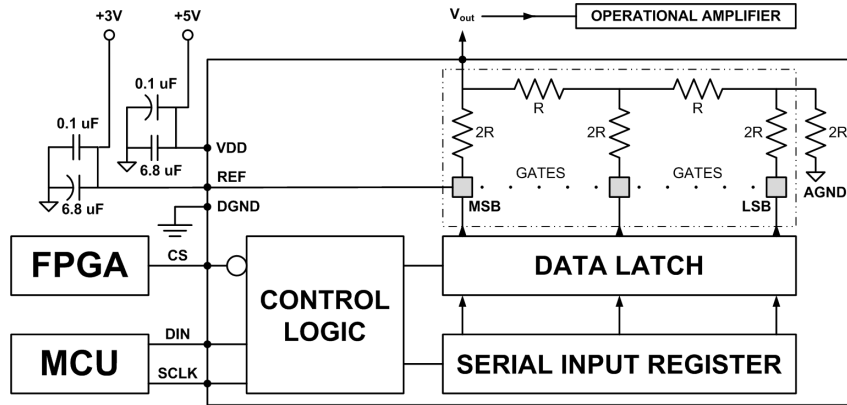 +3V
+5V
Vout
OPERATIONAL AMPLIFIER
0.1 uF
0.1 uF
6.8 uF
6.8 uF
R
R
2R
2R
2R
2R
VDD
REF
DGND
GATES
GATES
MSB
LSB
AGND
FPGA
CS
CONTROL
LOGIC
DATA LATCH
MCU
DIN
SCLK
SERIAL INPUT REGISTER